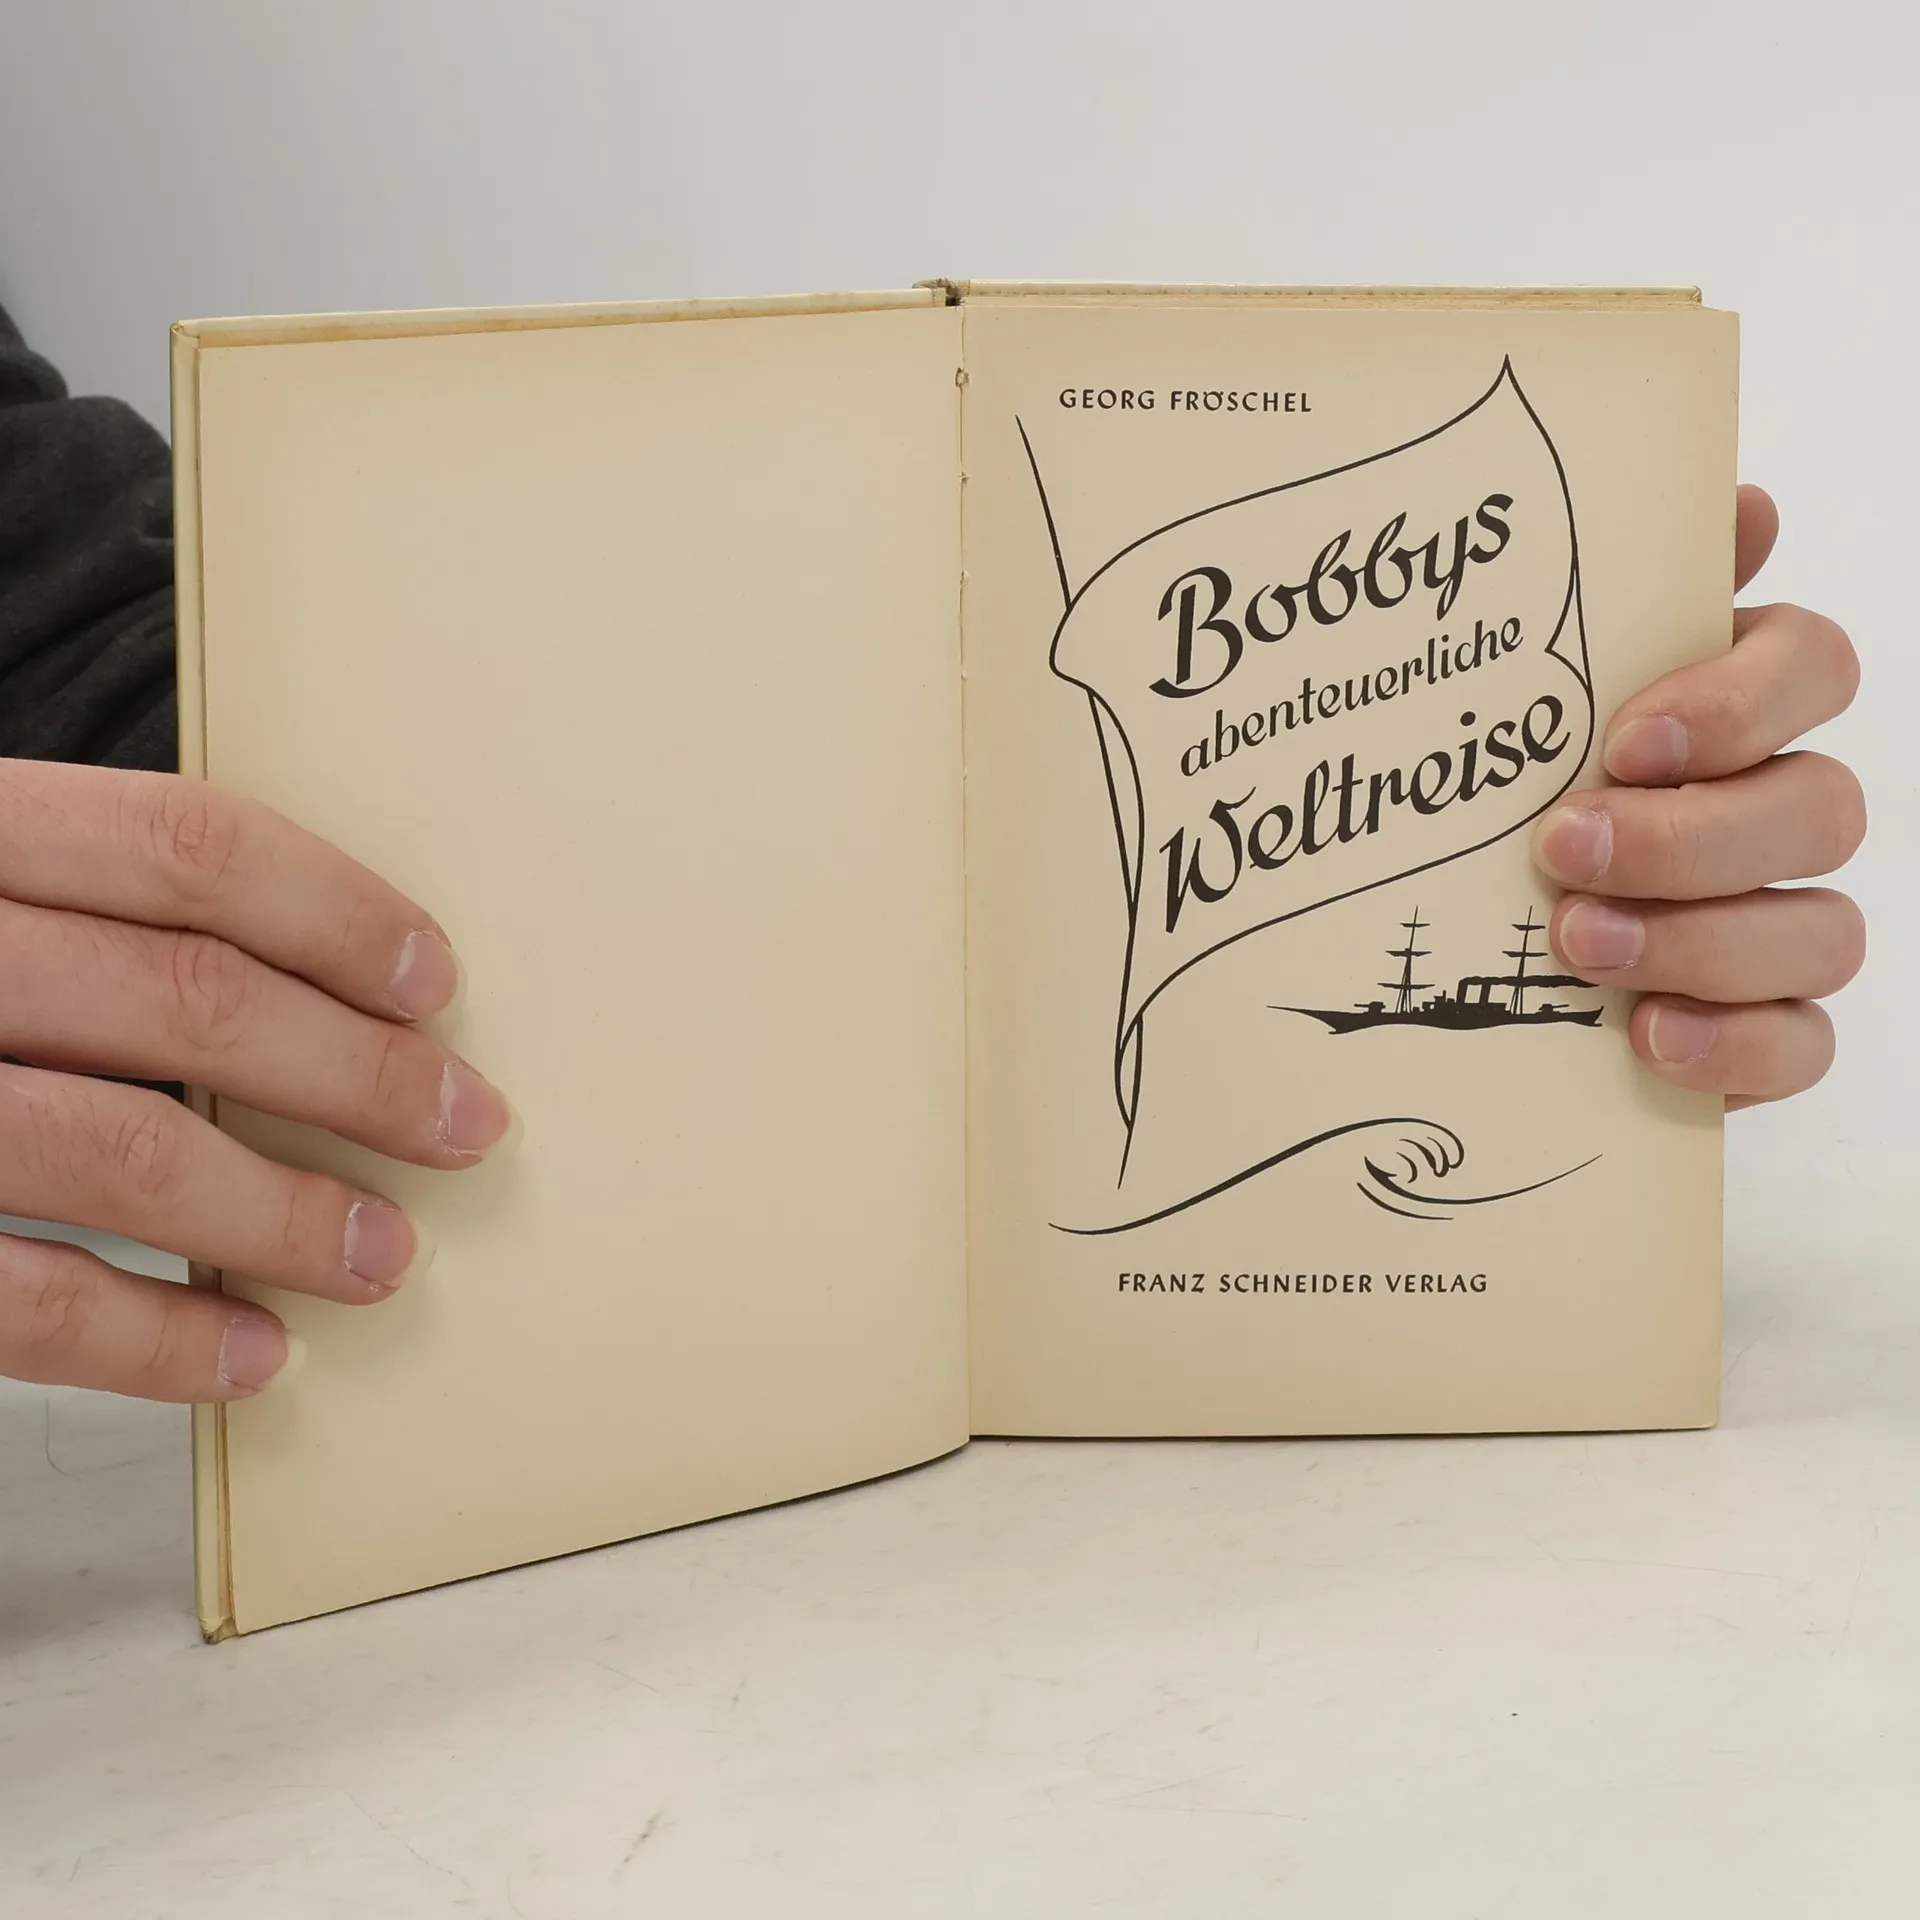 GEORG FRÖSCHEL
Bobbys
abenteuerliche
Weltreise
FRANZ SCHNEIDER VERLAG